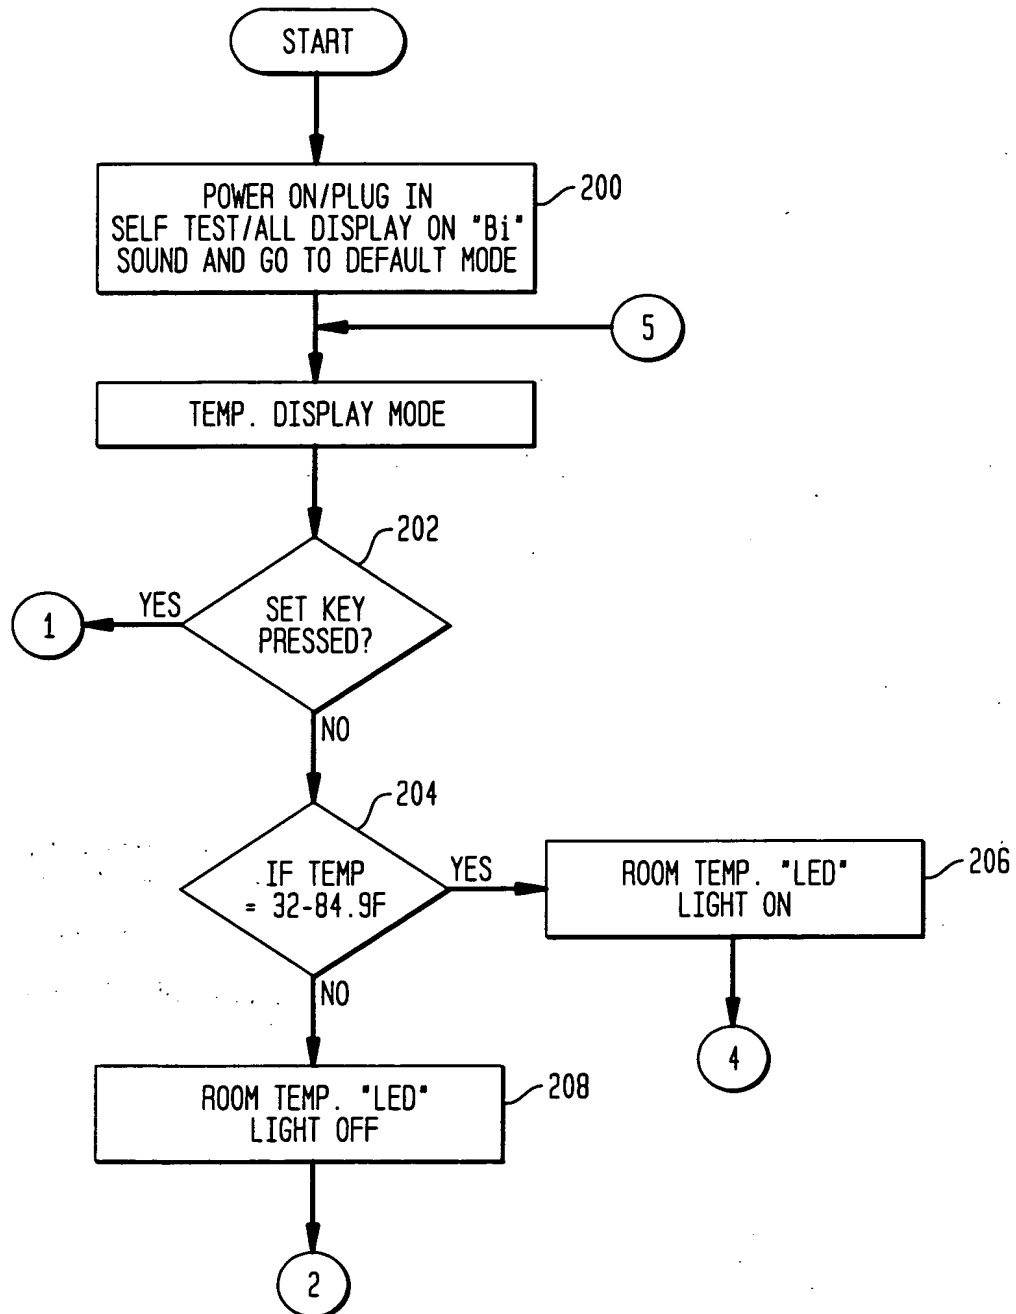 START
POWER ON/PLUG IN
SELF TEST/ALL DISPLAY ON "Bi"
SOUND AND GO TO DEFAULT MODE
200
5
TEMP. DISPLAY MODE
202
SET KEY
PRESSED?
YES
1
NO
204
IF TEMP
= 32-84.9F
YES
ROOM TEMP. "LED"
LIGHT ON
206
4
NO
ROOM TEMP. "LED"
LIGHT OFF
208
2